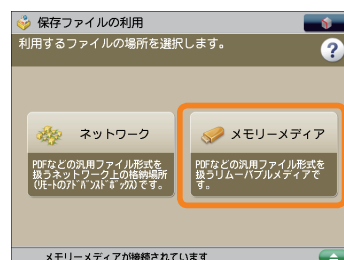 保存ファイルの利用
利用するファイルの場所を選択します。
?
ネットワーク
PDFなどの汎用ファイル形式を
扱うネットワーク上の格納場所
(リモートのアドバンスドボックス)です。
メモリーメディア
PDFなどの汎用ファイル形式を
扱うリムーバブルメディアで
す。
メモリーメディアが接続されています